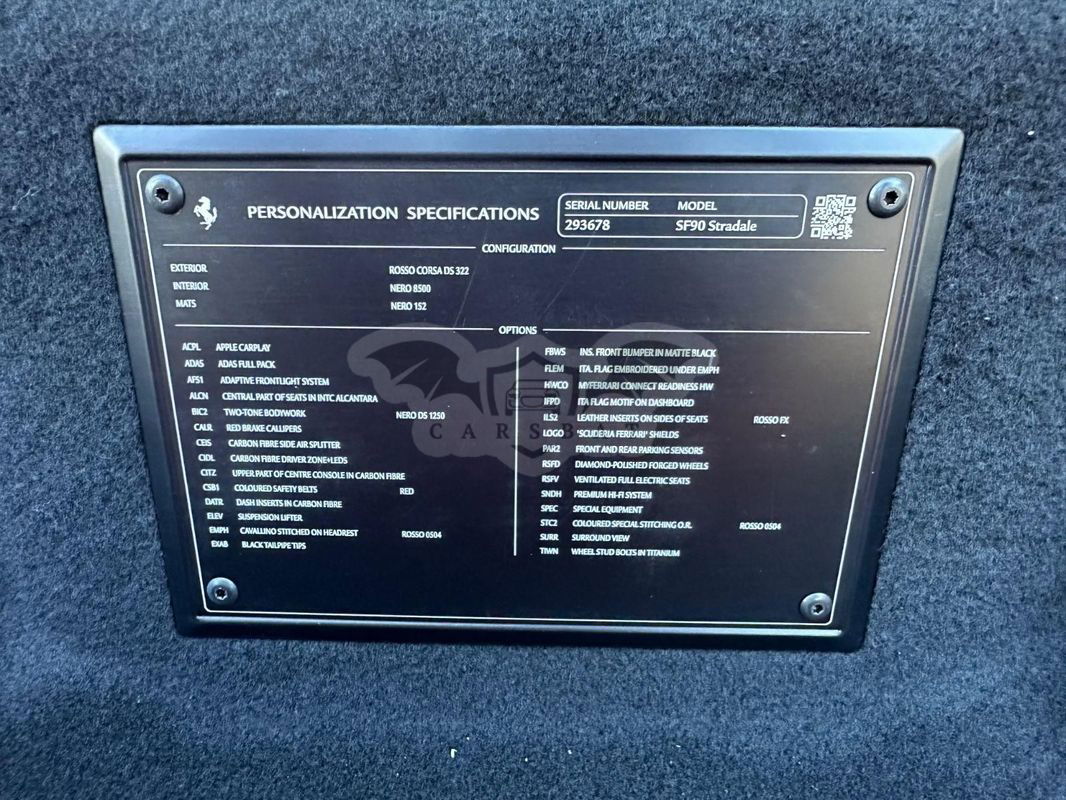 PERSONALIZATION SPECIFICATIONS
SERIAL NUMBER MODEL
293678 SF90 Stradale
CONFIGURATION
EXTERIOR ROSSO CORSA DS 322
INTERIOR NERO 8500
MATS NERO 152
OPTIONS
ACPL APPLE CARPLAY
ADAS ADAS FULL PACK
AFS1 ADAPTIVE FRONTLIGHT SYSTEM
ALCN CENTRAL PART OF SEATS IN INTC ALCANTARA
BIC2 TWO-TONE BODYWORK NERO DS 1250
CALR RED BRAKE CALLIPERS
CEIS CARBON FIBRE SIDE AIR SPLITTER
CIDL CARBON FIBRE DRIVER ZONE+LEDS
CITZ UPPER PART OF CENTRE CONSOLE IN CARBON FIBRE
CSB1 COLOURED SAFETY BELTS RED
DATR DASH INSERTS IN CARBON FIBRE
ELEV SUSPENSION LIFTER
EMPH CAVALLINO STITCHED ON HEADREST ROSSO 0504
EXAB BLACK TAILPIPE TIPS
FBWS INS. FRONT BUMPER IN MATTE BLACK
FLEM ITA. FLAG EMBROIDERED UNDER EMPH
HWCO MYFERRARI CONNECT READINESS HW
IFPD ITA FLAG MOTIF ON DASHBOARD
ILS2 LEATHER INSERTS ON SIDES OF SEATS ROSSO FX
LOGO 'SCUDERIA FERRARI' SHIELDS
PAR2 FRONT AND REAR PARKING SENSORS
RSFD DIAMOND-POLISHED FORGED WHEELS
RSFV VENTILATED FULL ELECTRIC SEATS
SNDH PREMIUM HI-FI SYSTEM
SPEC SPECIAL EQUIPMENT
STC2 COLOURED SPECIAL STITCHING O.R. ROSSO 0504
SURR SURROUND VIEW
TIWN WHEEL STUD BOLTS IN TITANIUM